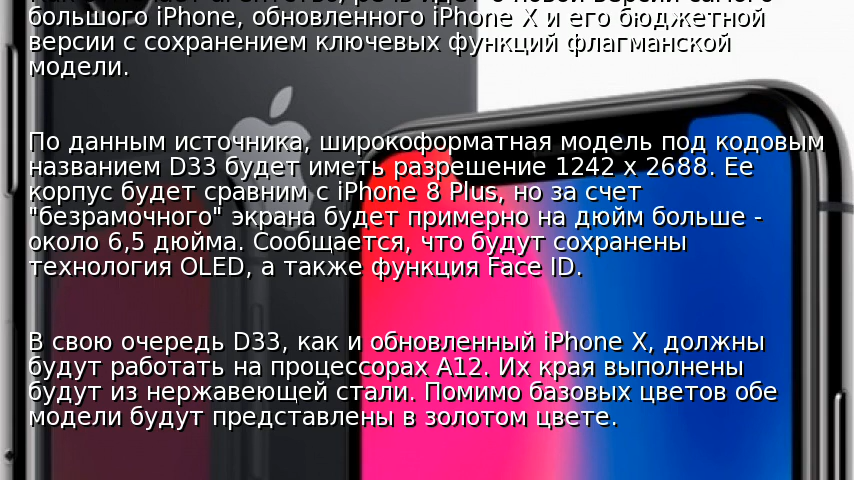 большого iPhone, обновленного iPhone X и его бюджетной
версии с сохранением ключевых функций флагманской
модели.
По данным источника, широкоформатная модель под кодовым
названием D33 будет иметь разрешение 1242 x 2688. Ее
корпус будет сравним с iPhone 8 Plus, но за счет
"безрамочного" экрана будет примерно на дюйм больше -
около 6,5 дюйма. Сообщается, что будут сохранены
технология OLED, а также функция Face ID.
В свою очередь D33, как и обновленный iPhone X, должны
будут работать на процессорах A12. Их края выполнены
будут из нержавеющей стали. Помимо базовых цветов обе
модели будут представлены в золотом цвете.